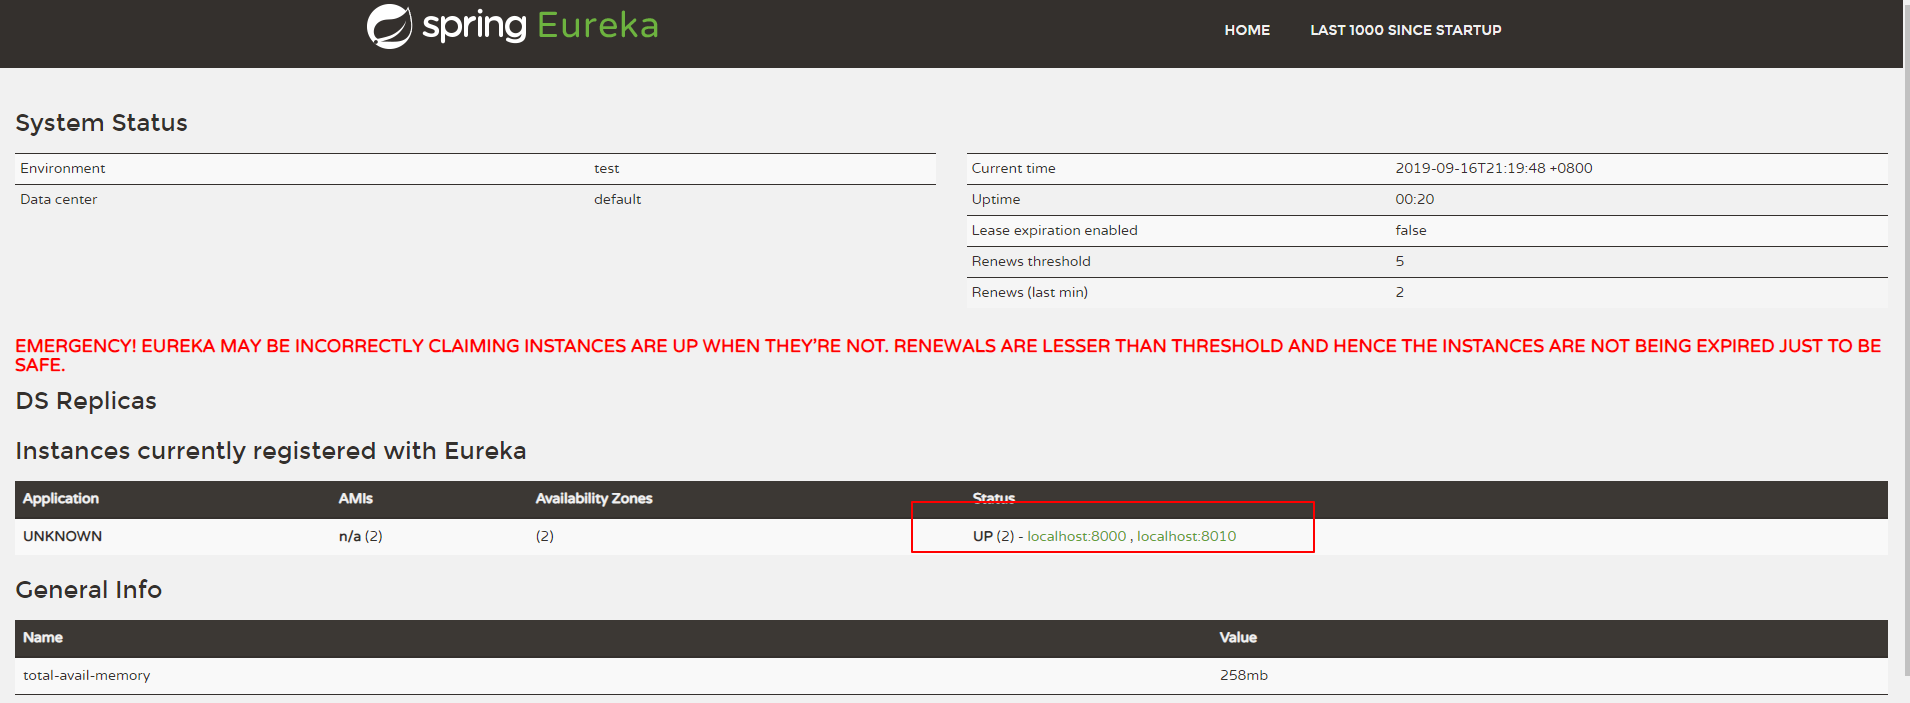 spring Eureka
HOME LAST 1000 SINCE STARTUP
System Status
Environment test
Data center default
Current time 2019-09-16T21:19:48 +0800
Uptime 00:20
Lease expiration enabled false
Renews threshold 5
Renews (last min) 2
EMERGENCY! EUREKA MAY BE INCORRECTLY CLAIMING INSTANCES ARE UP WHEN THEY'RE NOT. RENEWALS ARE LESSER THAN THRESHOLD AND HENCE THE INSTANCES ARE NOT BEING EXPIRED JUST TO BE
SAFE.
DS Replicas
Instances currently registered with Eureka
Application AMIs Availability Zones Status
UNKNOWN n/a (2) (2) UP (2) - localhost:8000 , localhost:8010
General Info
Name Value
total-avail-memory 258mb